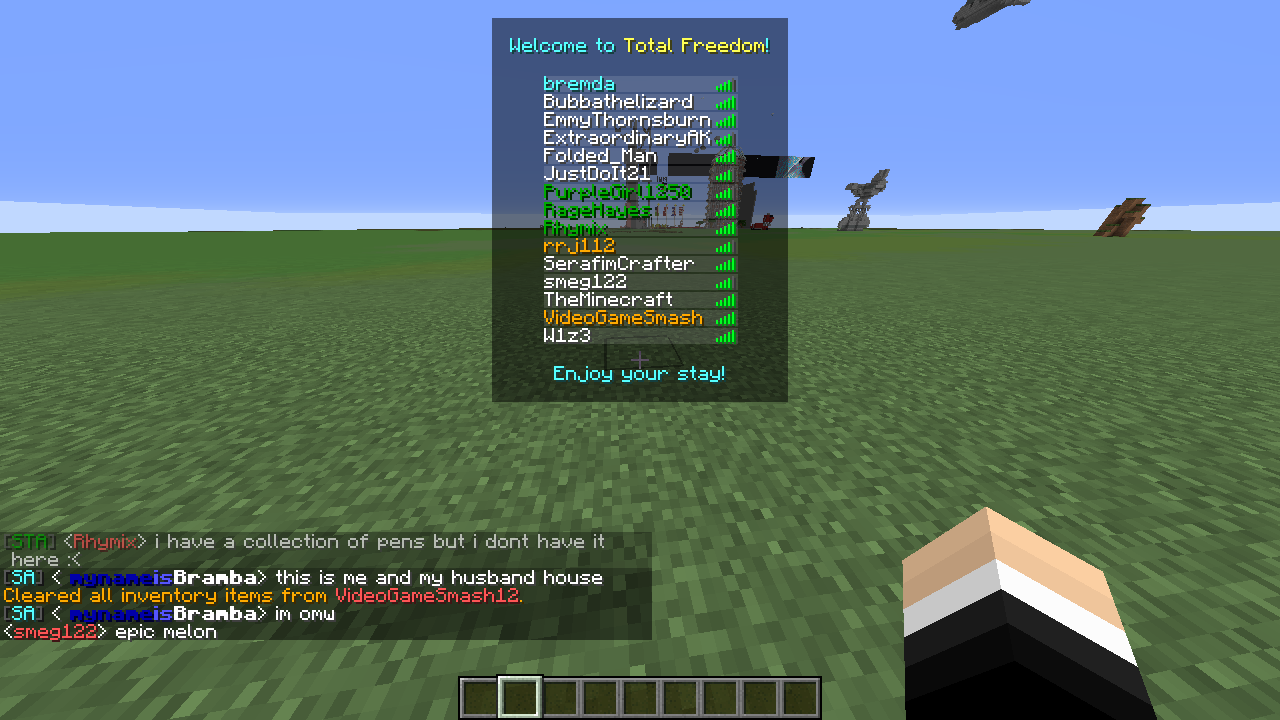 Welcome to Total Freedom!
bremda
Bubbathelizard
EmmyThornsburn
ExtraordinaryAK
Folded_Man
JustDoIt21
PurpleGirl1250
RageHayes
Rhymix
rrj112
SerafimCrafter
smeg122
TheMinecraft
VideoGameSmash
W1z3
Enjoy your stay!
[STA] <Rhymix> i have a collection of pens but i dont have it
here :<
[SA] < mynameisBramba> this is me and my husband house
Cleared all inventory items from VideoGameSmash12.
[SA] < mynameisBramba> im omw
<smeg122> epic melon